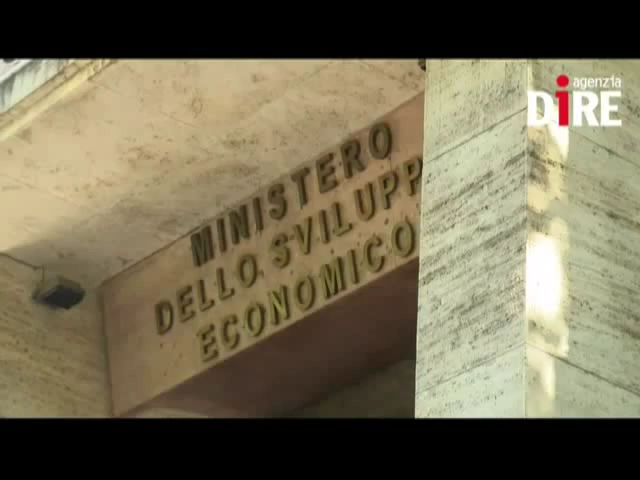 agenzia
DiRE
MINISTERO
DELLO SVILUPP
ECONOMICO